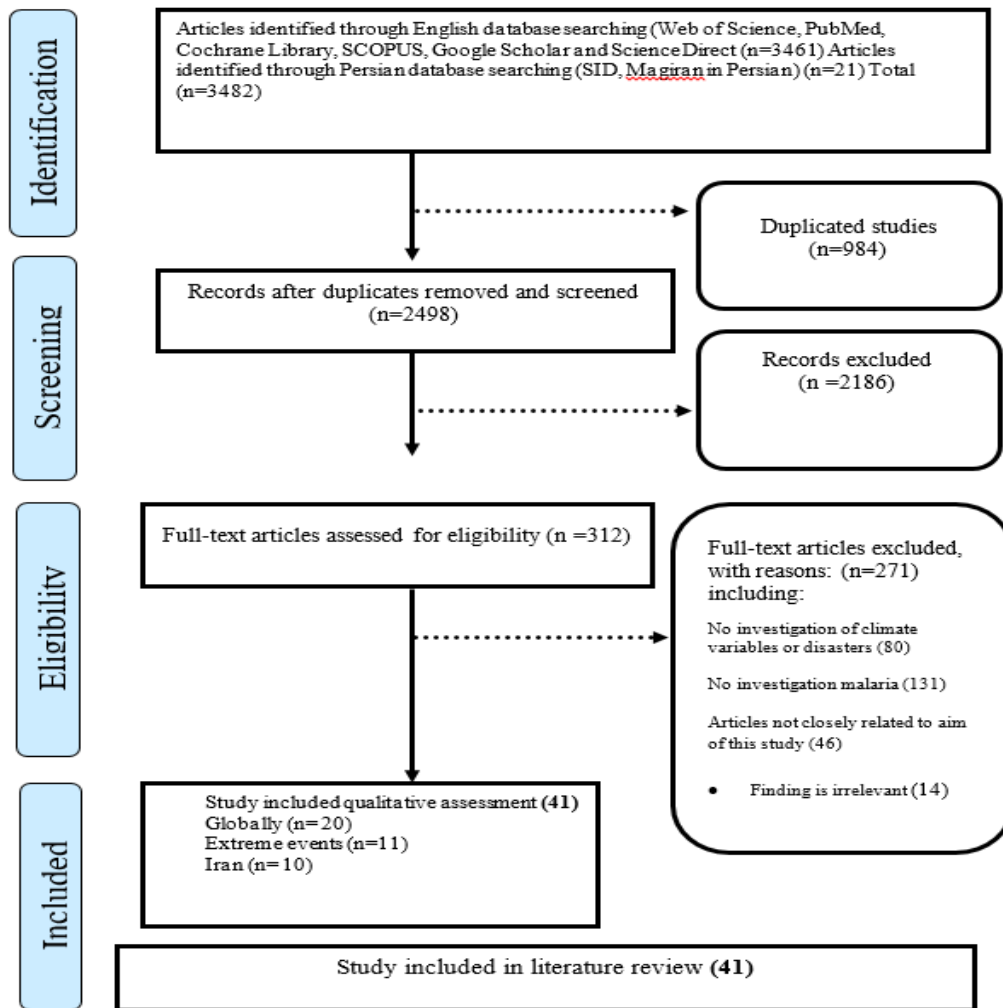 Identification
Articles identified through English database searching (Web of Science, PubMed,
Cochrane Library, SCOPUS, Google Scholar and Science Direct (n=3461) Articles
identified through Persian database searching (SID, Magiran in Persian) (n=21) Total
(n=3482)
Duplicated studies
(n=984)
Screening
Records after duplicates removed and screened
(n=2498)
Records excluded
(n =2186)
Eligibility
Full-text articles assessed for eligibility (n =312)
Full-text articles excluded,
with reasons: (n=271)
including:
No investigation of climate
variables or disasters (80)
No investigation malaria (131)
Articles not closely related to aim
of this study (46)
• Finding is irrelevant (14)
Included
Study included qualitative assessment (41)
Globally (n=20)
Extreme events (n=11)
Iran (n=10)
Study included in literature review (41)